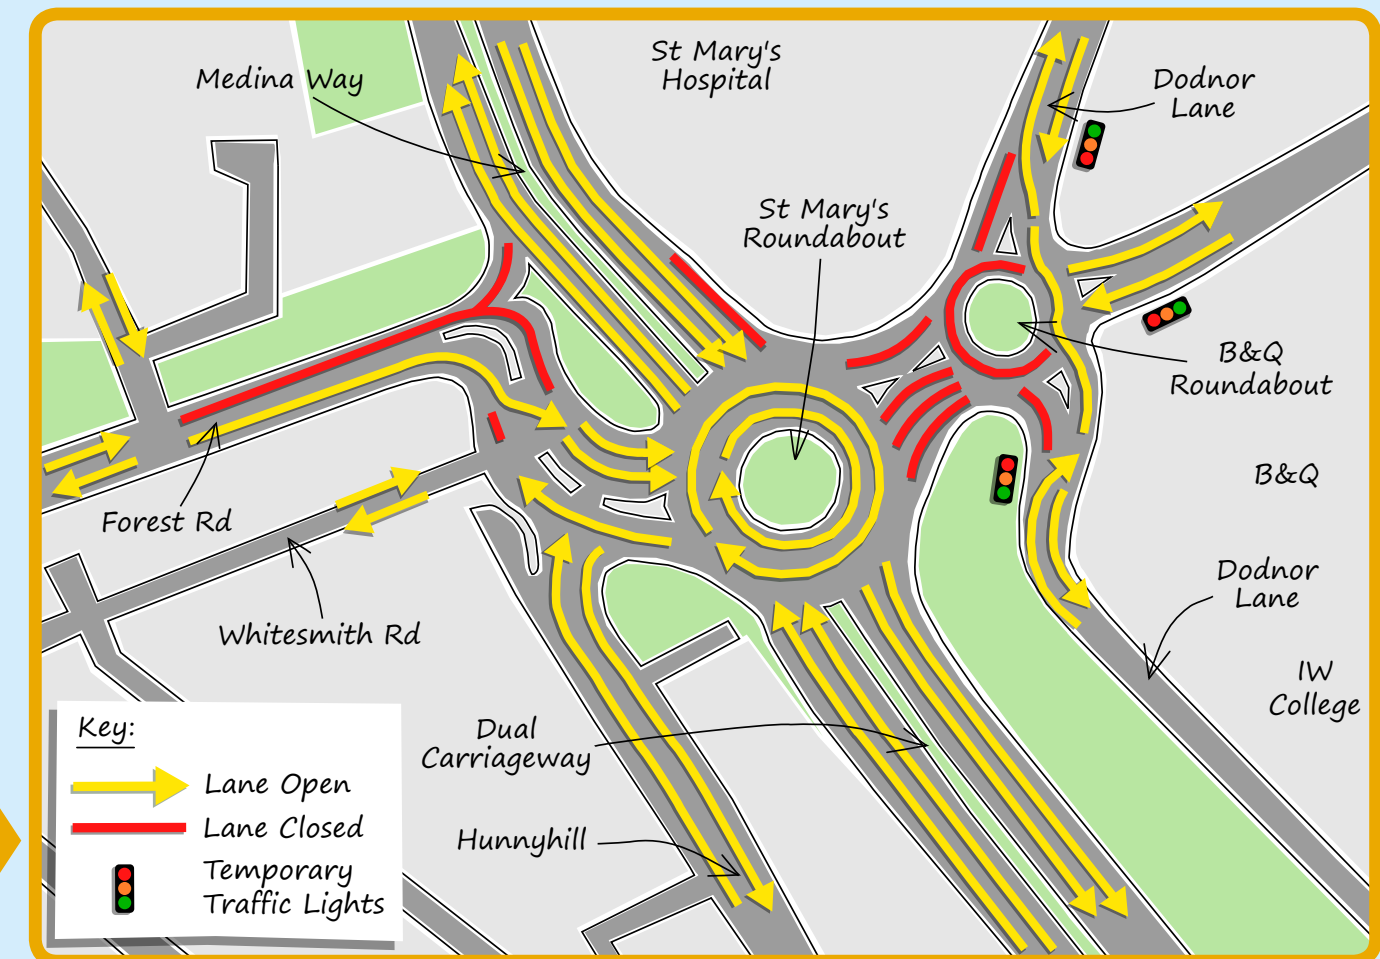 St Mary's
Hospital
Medina Way
Dodnor
Lane
St Mary's
Roundabout
B&Q
Roundabout
B&Q
Forest Rd
Dodnor
Lane
Whitesmith Rd
IW
College
Dual
Carriageway
Hunnyhill
Key:
Lane Open
Lane Closed
Temporary
Traffic Lights